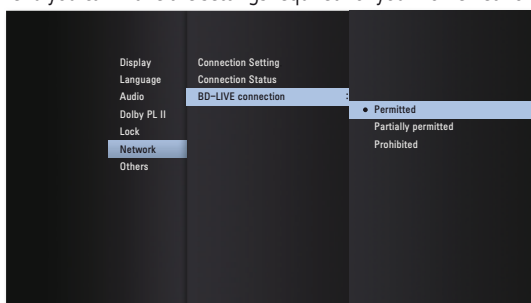 Display
Language
Audio
Dolby PL II
Lock
Network
Others
Connection Setting
Connection Status
BD-LIVE connection :
● Permitted
Partially permitted
Prohibited